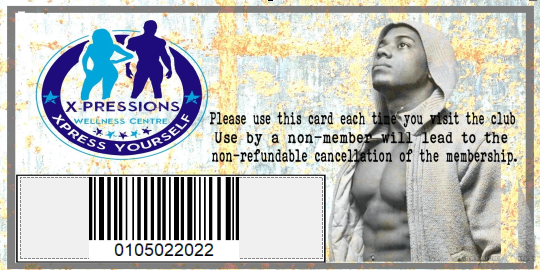 X.PRESSIONS
WELLNESS CENTRE
XPRESS YOURSELF
Please use this card each time you visit the club
Use by a non-member will lead to the
non-refundable cancellation of the membership.
0105022022